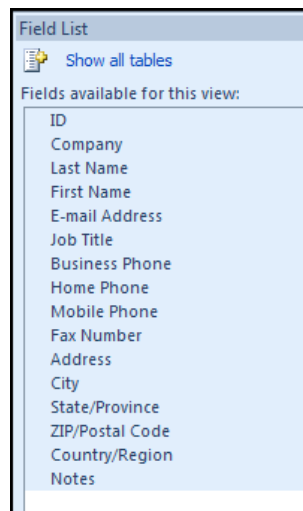 Field List
Show all tables
Fields available for this view:
ID
Company
Last Name
First Name
E-mail Address
Job Title
Business Phone
Home Phone
Mobile Phone
Fax Number
Address
City
State/Province
ZIP/Postal Code
Country/Region
Notes